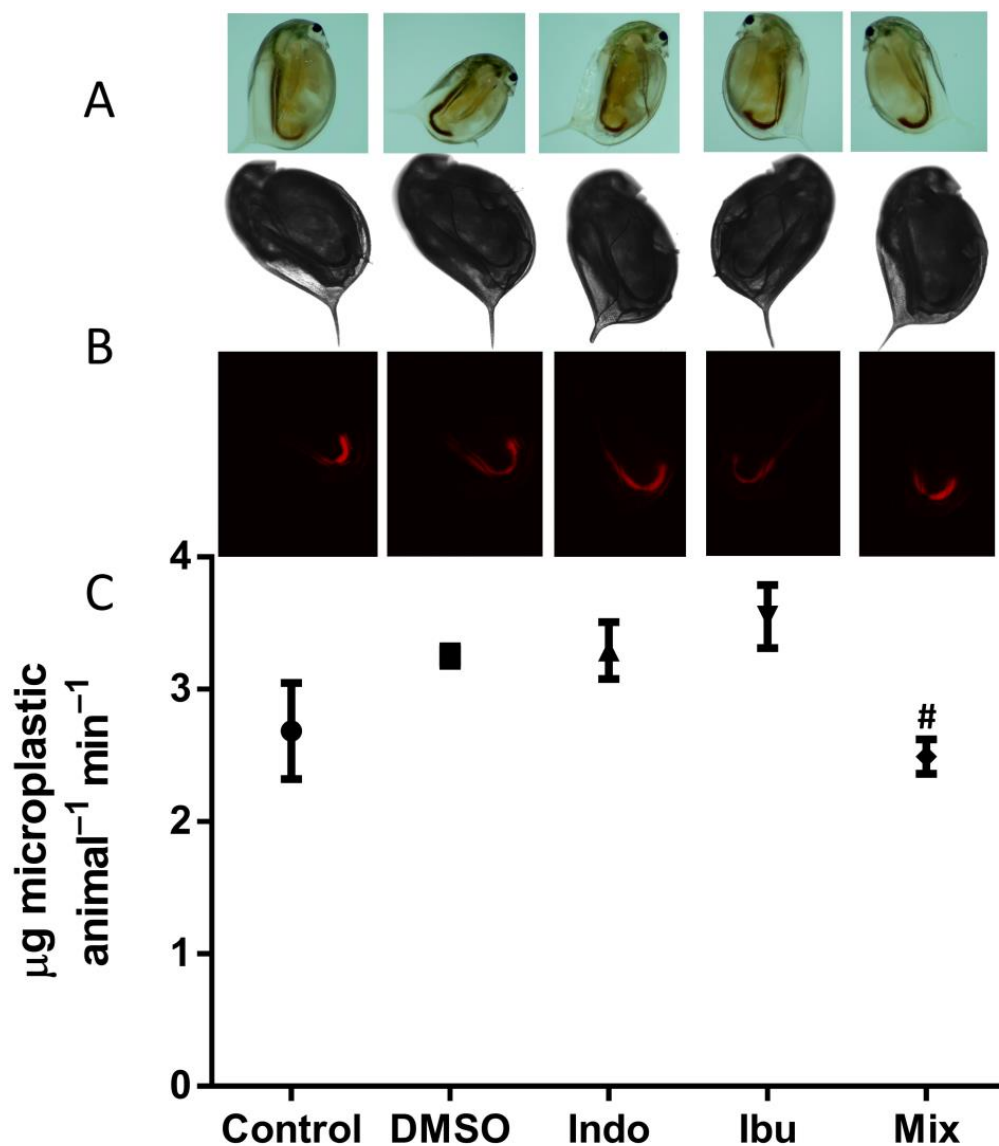 A
B
C
4
3
2
1
0
μg microplastic
animal⁻¹ min⁻¹
#
Control DMSO Indo Ibu Mix